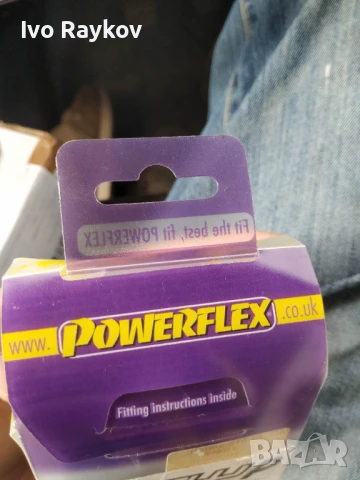 Ivo Raykov
Fit the best, fit POWERFLEX
www. POWERFLEX .co.uk
Fitting instructions inside
BAZAR